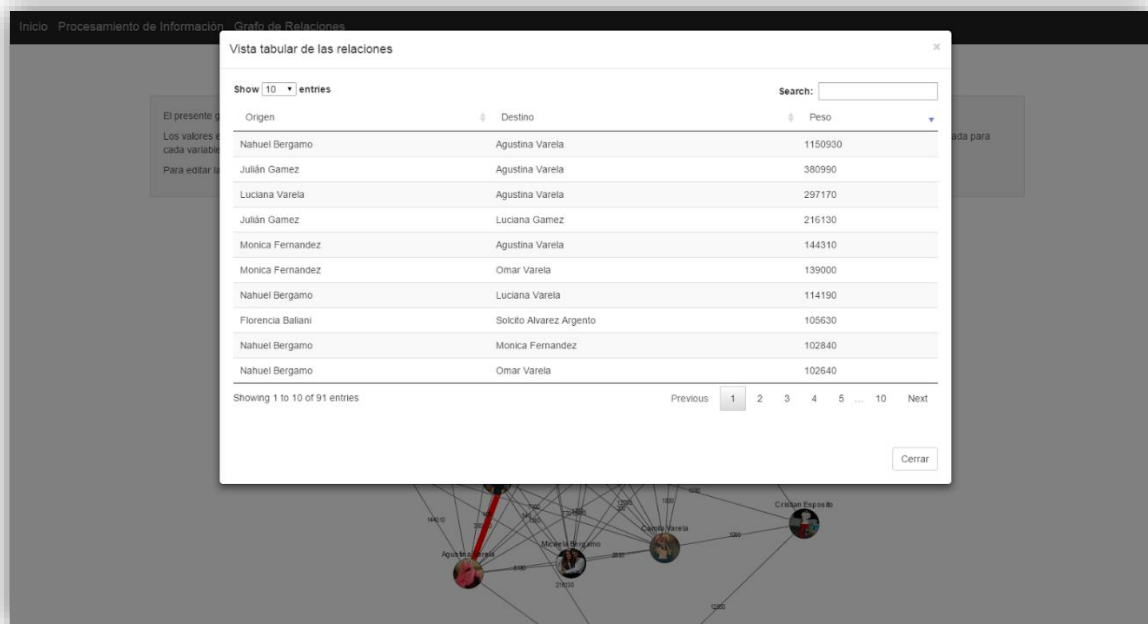 Inicio Procesamiento de Información Grafo de Relaciones
Vista tabular de las relaciones ×
Show 10 entries Search:
Origen Destino Peso
Nahuel Bergamo Agustina Varela 1150930
Julián Gamez Agustina Varela 380990
Luciana Varela Agustina Varela 297170
Julián Gamez Luciana Gamez 216130
Monica Fernandez Agustina Varela 144310
Monica Fernandez Omar Varela 139000
Nahuel Bergamo Luciana Varela 114190
Florencia Baliani Solcito Alvarez Argento 105630
Nahuel Bergamo Monica Fernandez 102840
Nahuel Bergamo Omar Varela 102640
Showing 1 to 10 of 91 entries Previous 1 2 3 4 5 ... 10 Next
Cerrar
El presente
Los valores
cada variable
ada para
Para editar
Cristian Esposito
Camila Varela
Micaela Bergamo
Agustina Varela
216130